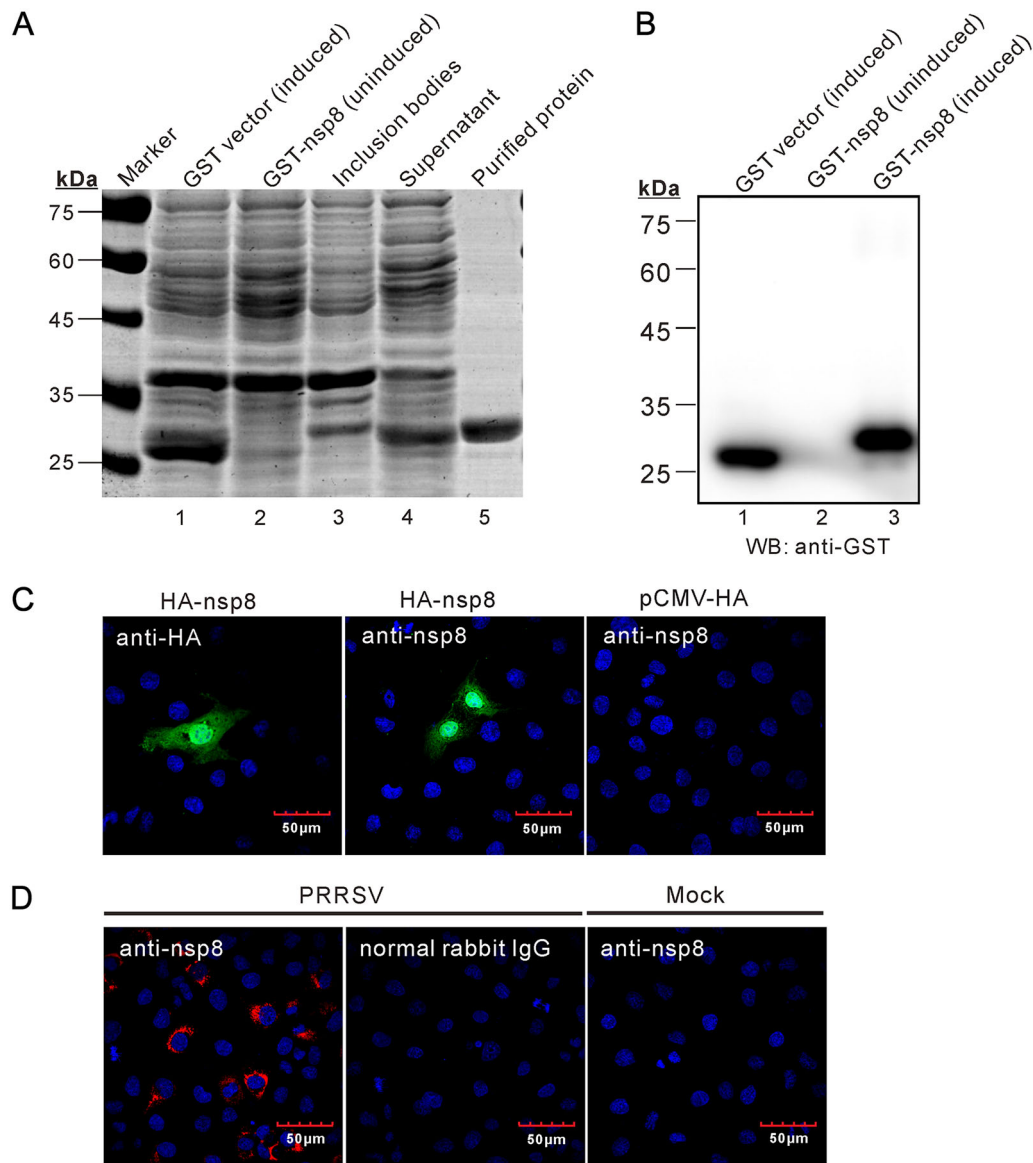 A
Marker
GST vector (induced)
GST-nsp8 (uninduced)
Inclusion bodies
Supernatant
Purified protein
kDa
75
60
45
35
25
1 2 3 4 5
B
GST vector (induced)
GST-nsp8 (uninduced)
GST-nsp8 (induced)
kDa
75
60
45
35
25
1 2 3
WB: anti-GST
C
HA-nsp8 HA-nsp8 pCMV-HA
anti-HA anti-nsp8 anti-nsp8
50µm 50µm 50µm
D
PRRSV Mock
anti-nsp8 normal rabbit IgG anti-nsp8
50µm 50µm 50µm